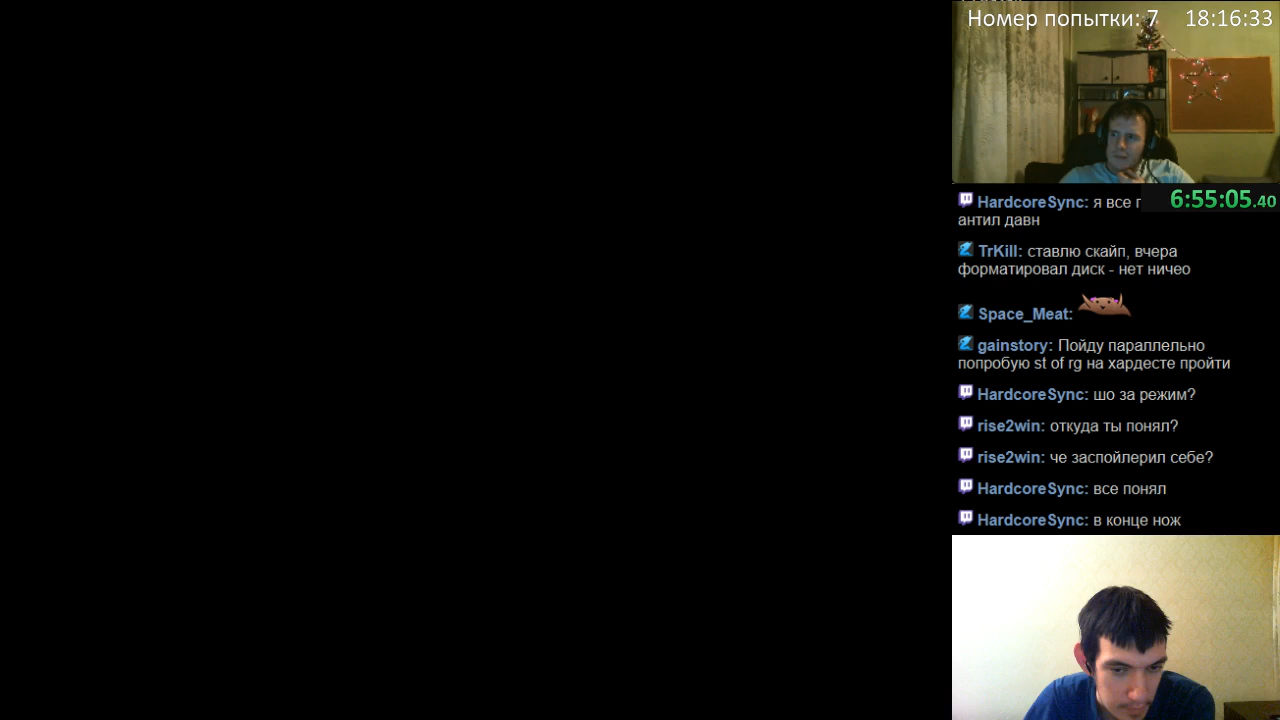 Номер попытки: 7 18:16:33
6:55:05.40
HardcoreSync: я все
антил давн
TrKill: ставлю скайп, вчера
форматировал диск - нет ничео
Space_Meat:
gainstory: Пойду параллельно
попробую st of rg на хардесте пройти
HardcoreSync: шо за режим?
rise2win: откуда ты понял?
rise2win: че заспойлерил себе?
HardcoreSync: все понял
HardcoreSync: в конце нож